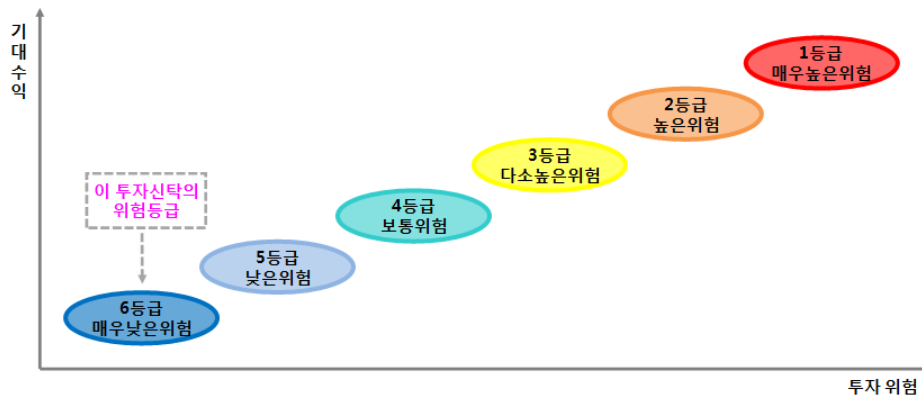 기대수익
1등급
매우높은위험
2등급
높은위험
3등급
다소높은위험
이 투자신탁의
위험등급
4등급
보통위험
5등급
낮은위험
6등급
매우낮은위험
투자 위험